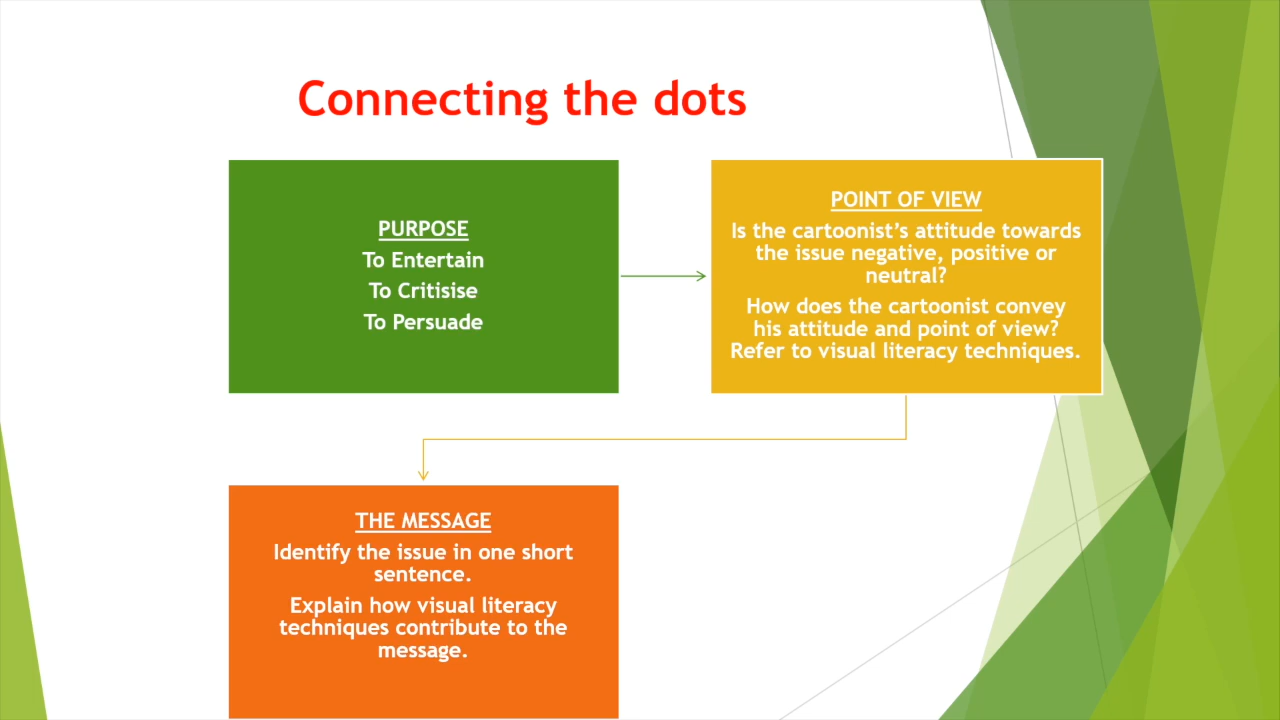 Connecting the dots
PURPOSE
To Entertain
To Critisise
To Persuade
POINT OF VIEW
Is the cartoonist’s attitude towards
the issue negative, positive or
neutral?
How does the cartoonist convey
his attitude and point of view?
Refer to visual literacy techniques.
THE MESSAGE
Identify the issue in one short
sentence.
Explain how visual literacy
techniques contribute to the
message.